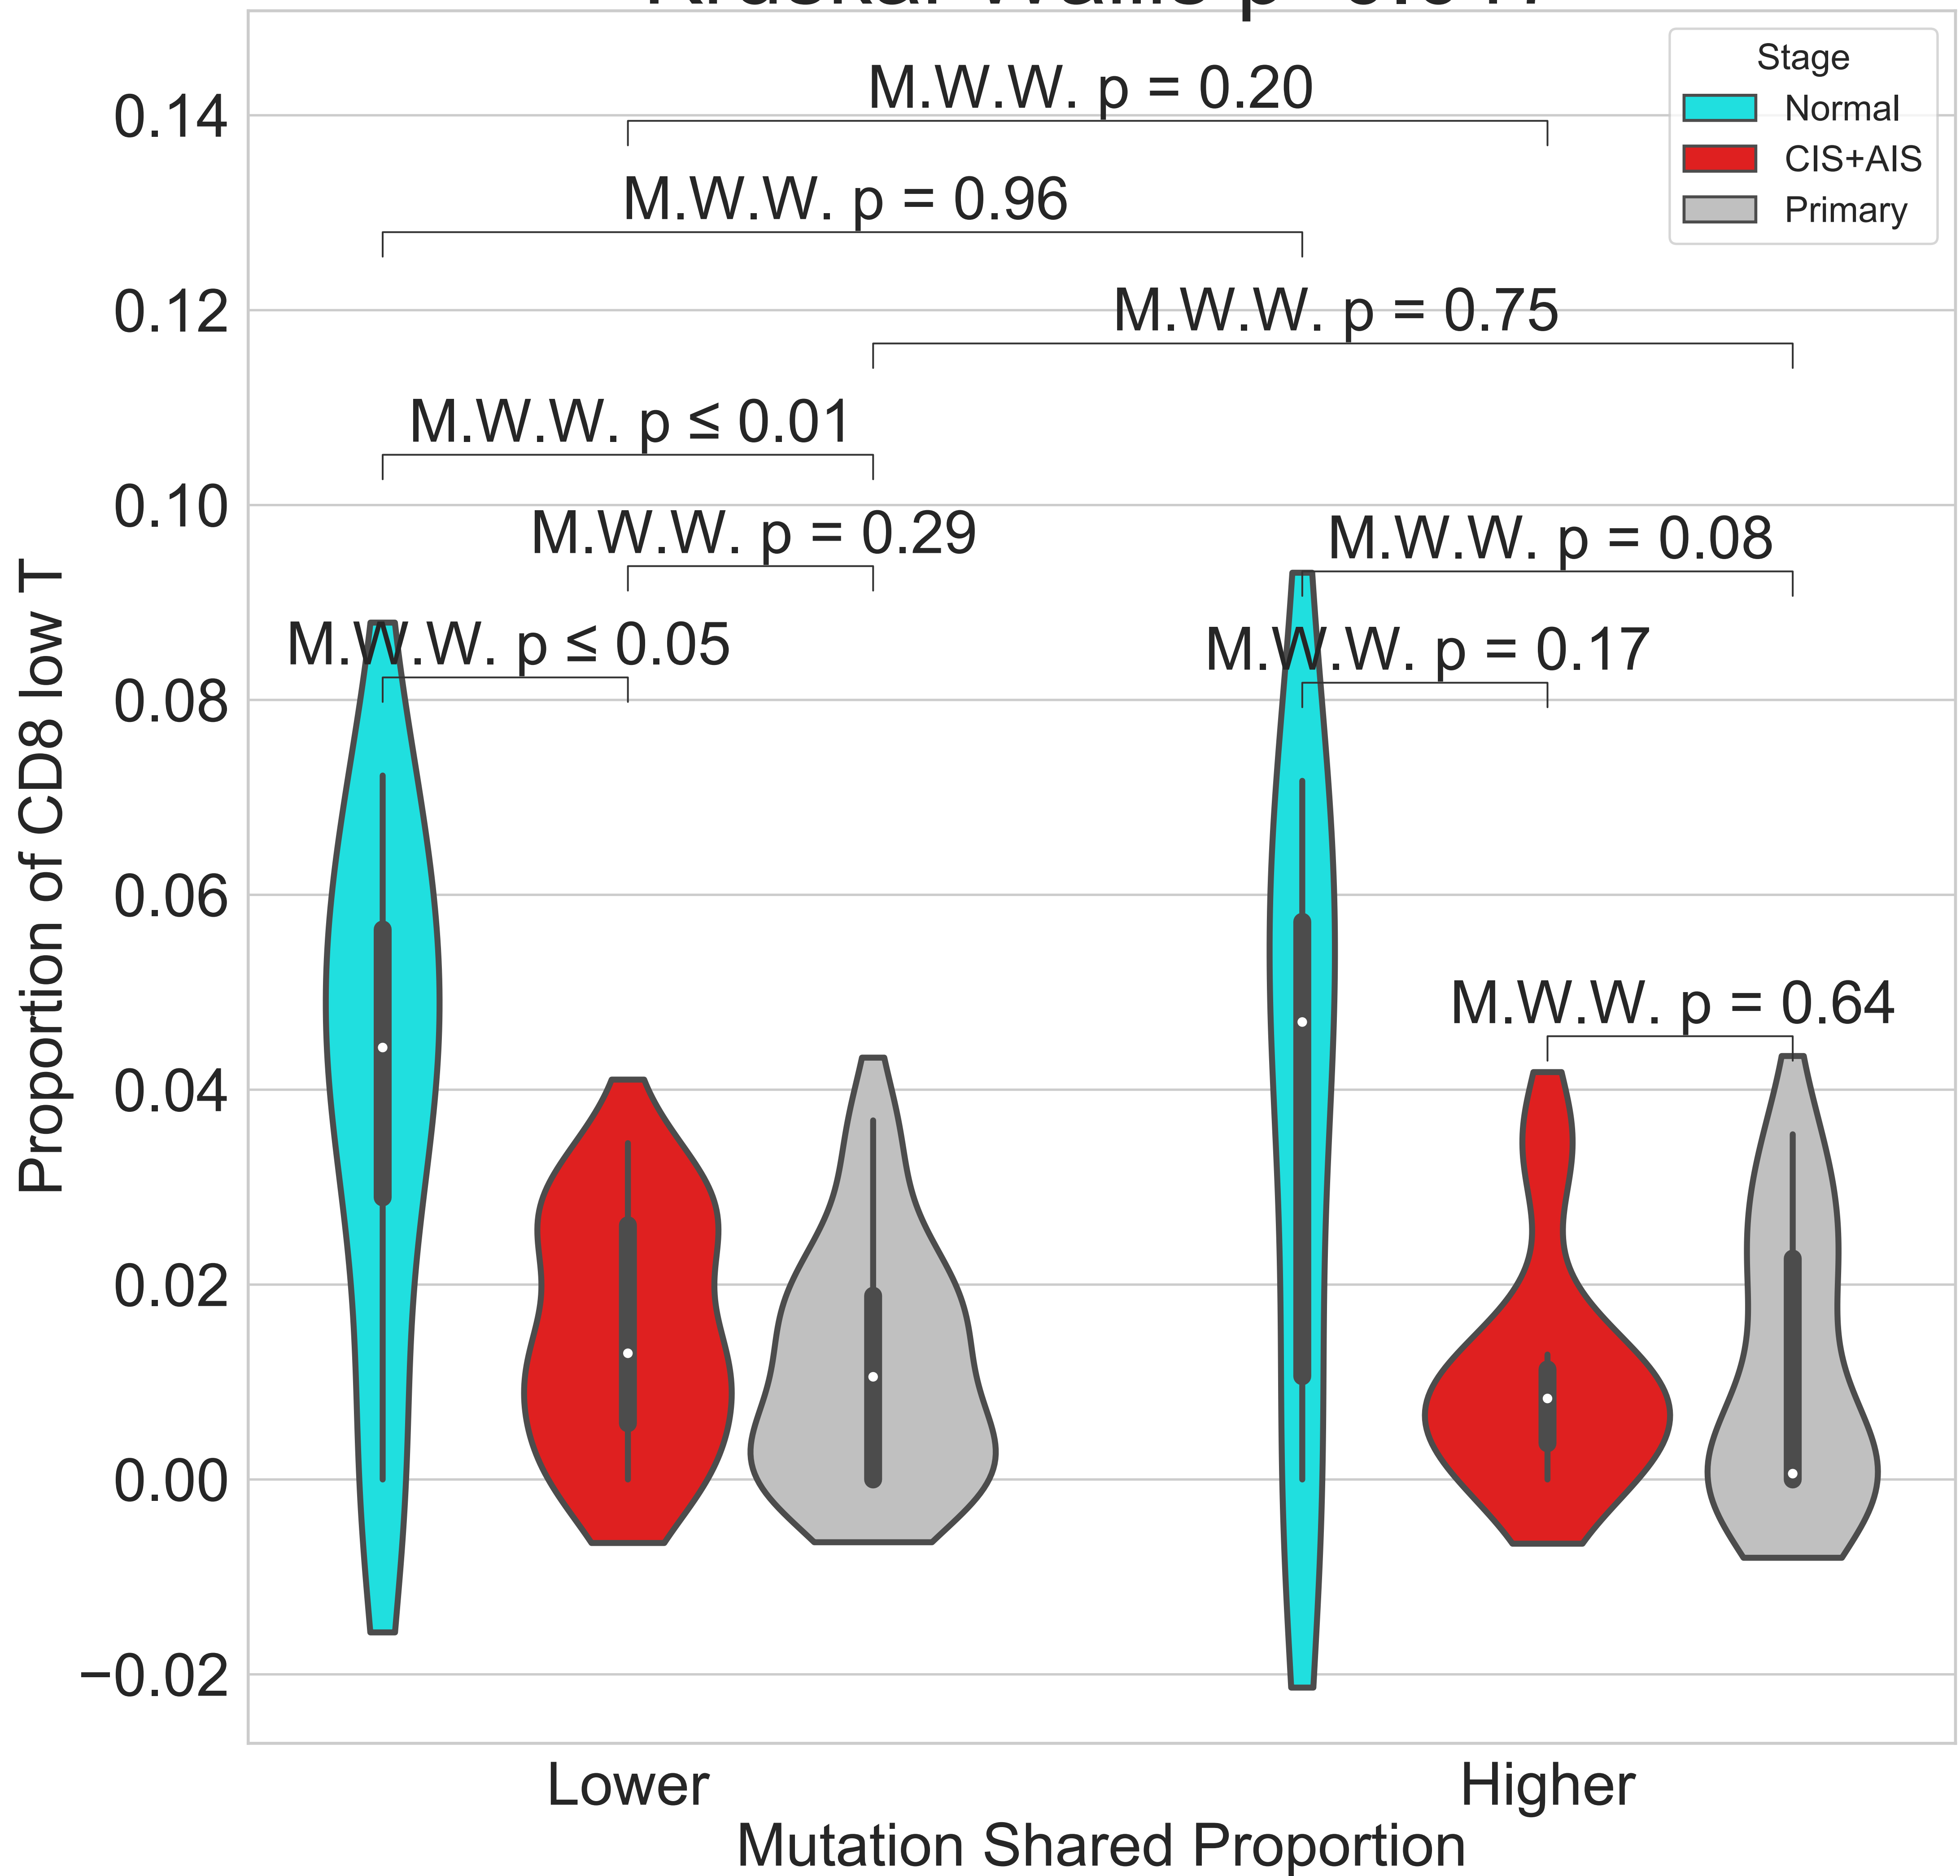 Stage
Normal
CIS+AIS
Primary
M.W.W. p = 0.20
M.W.W. p = 0.96
M.W.W. p = 0.75
M.W.W. p ≤ 0.01
M.W.W. p = 0.29
M.W.W. p = 0.08
M.W.W. p ≤ 0.05
M.W.W. p = 0.17
M.W.W. p = 0.64
0.14
0.12
0.10
0.08
0.06
0.04
0.02
0.00
−0.02
Proportion of CD8 low T
Lower
Higher
Mutation Shared Proportion